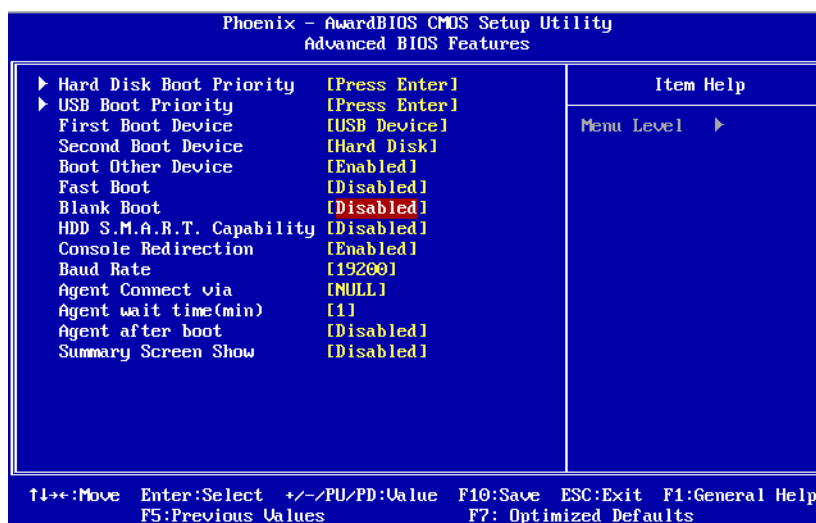 Phoenix - AwardBIOS CMOS Setup Utility
Advanced BIOS Features
Hard Disk Boot Priority [Press Enter]
USB Boot Priority [Press Enter]
First Boot Device [USB Device]
Second Boot Device [Hard Disk]
Boot Other Device [Enabled]
Fast Boot [Disabled]
Blank Boot [Disabled]
HDD S.M.A.R.T. Capability [Disabled]
Console Redirection [Enabled]
Baud Rate [19200]
Agent Connect via [NULL]
Agent wait time(min) [1]
Agent after boot [Disabled]
Summary Screen Show [Disabled]
Item Help
Menu Level
↑↓→←:Move Enter:Select +/-/PU/PD:Value F10:Save ESC:Exit F1:General Help
F5:Previous Values F7: Optimized Defaults